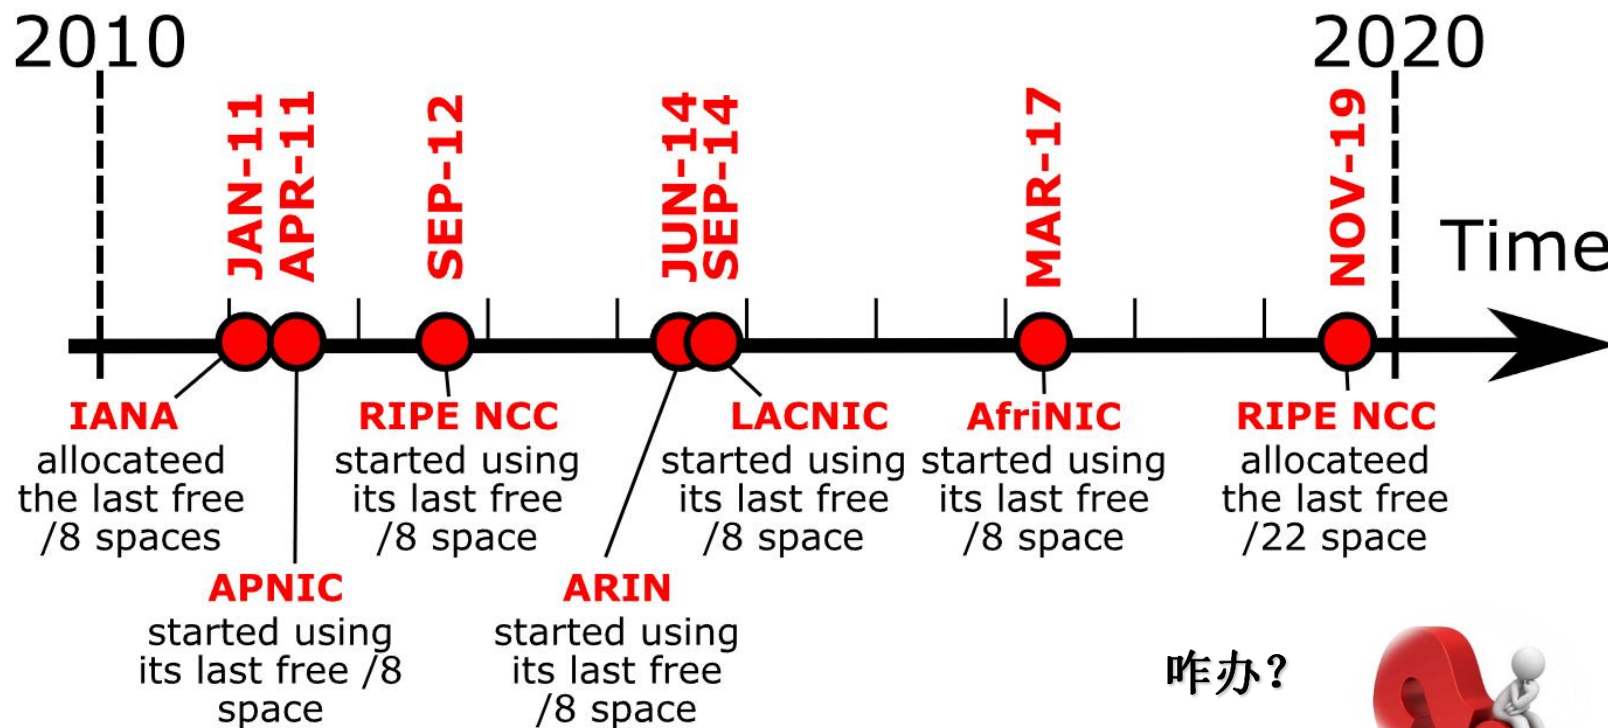 2010
2020
JAN-11
APR-11
SEP-12
JUN-14
SEP-14
MAR-17
NOV-19
Time
IANA
allocateed
the last free
/8 spaces
APNIC
started using
its last free /8
space
RIPE NCC
started using
its last free
/8 space
ARIN
started using
its last free
/8 space
LACNIC
started using
its last free
/8 space
AfriNIC
started using
its last free
/8 space
RIPE NCC
allocateed
the last free
/22 space
咋办？